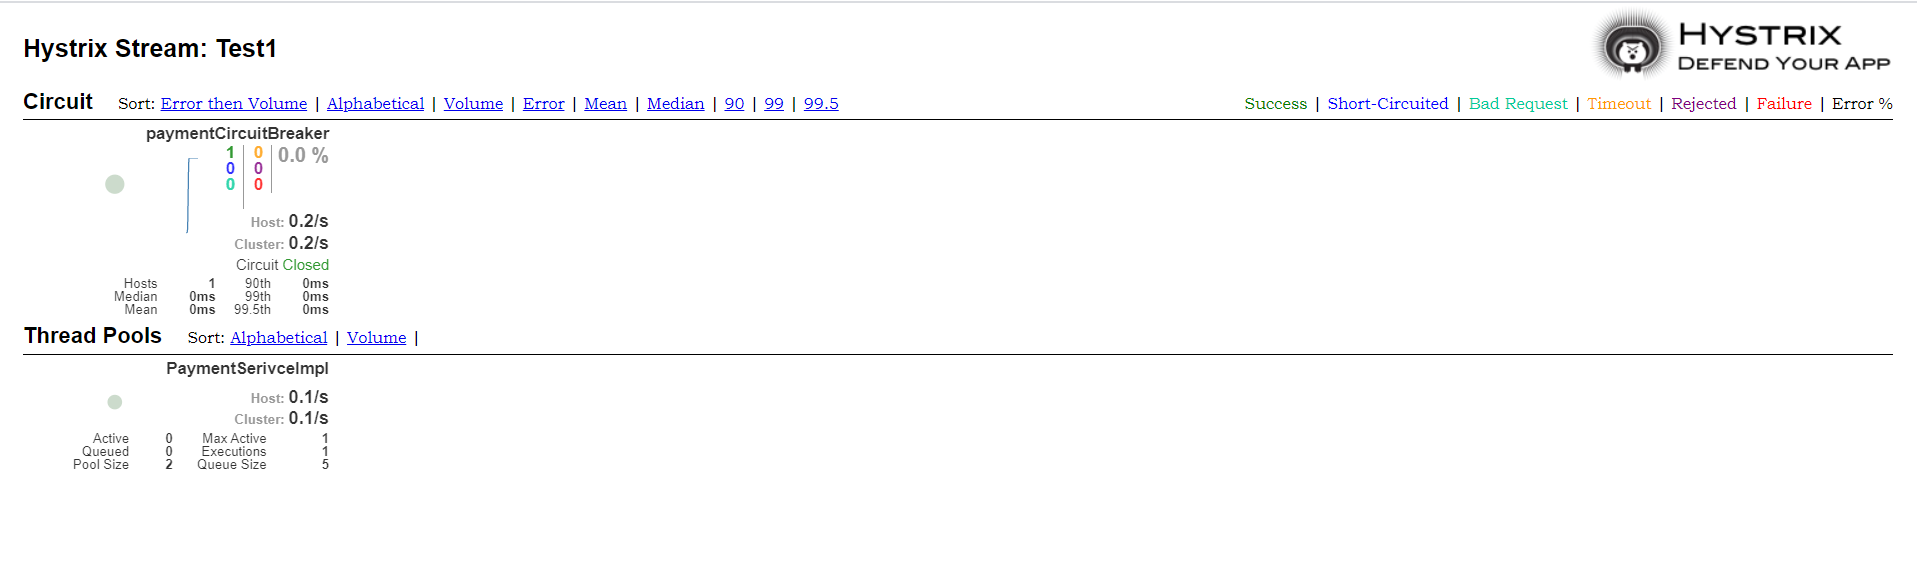 Hystrix Stream: Test1
HYSTRIX
DEFEND YOUR APP
Circuit Sort: Error then Volume | Alphabetical | Volume | Error | Mean | Median | 90 | 99 | 99.5
Success | Short-Circuited | Bad Request | Timeout | Rejected | Failure | Error %
paymentCircuitBreaker
1 0 0.0 %
0 0
0 0
Host: 0.2/s
Cluster: 0.2/s
Circuit Closed
Hosts 1 90th 0ms
Median 0ms 99th 0ms
Mean 0ms 99.5th 0ms
Thread Pools Sort: Alphabetical | Volume |
PaymentSerivceImpl
Host: 0.1/s
Cluster: 0.1/s
Active 0 Max Active 1
Queued 0 Executions 1
Pool Size 2 Queue Size 5